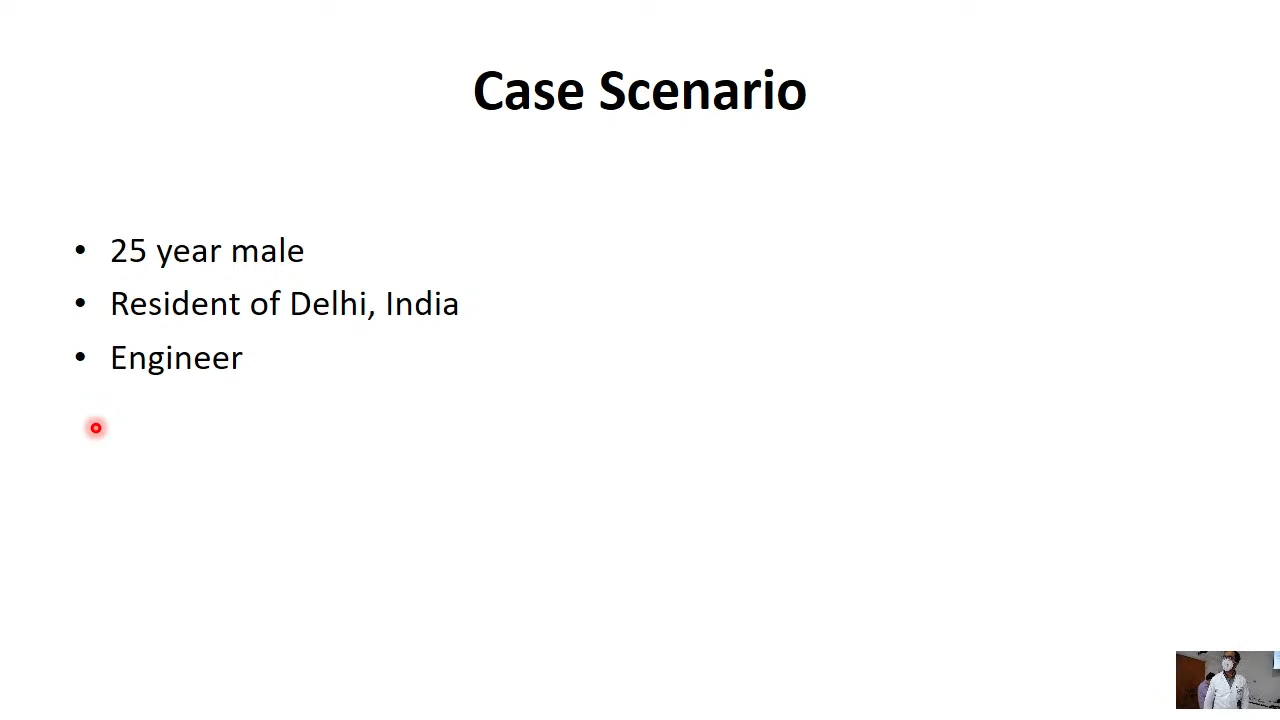 Case Scenario
• 25 year male
• Resident of Delhi, India
• Engineer